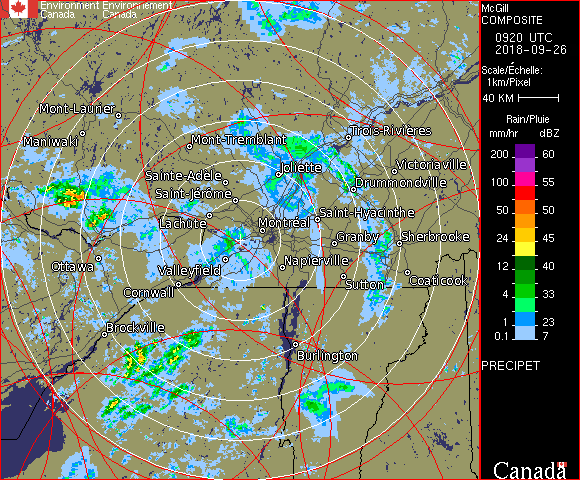 Environment Environnement
Canada Canada
McGill
COMPOSITE
0920 UTC
2018-09-26
Scale/Échelle:
1km/Pixel
40 KM
Rain/Pluie
mm/hr dBZ
200 60
100 55
50 50
24 45
12 40
4 33
1 23
0.1 7
PRECIPET
Canada
Mont-Laurier
Maniwaki
Mont-Tremblant
Trois-Rivières
Joliette
Victoriaville
Sainte-Adèle
Drummondville
Saint-Jérôme
Saint-Hyacinthe
Lachute
Montréal
Granby
Sherbrooke
Ottawa
Valleyfield
Napierville
Coaticook
Cornwall
Sutton
Brockville
Burlington